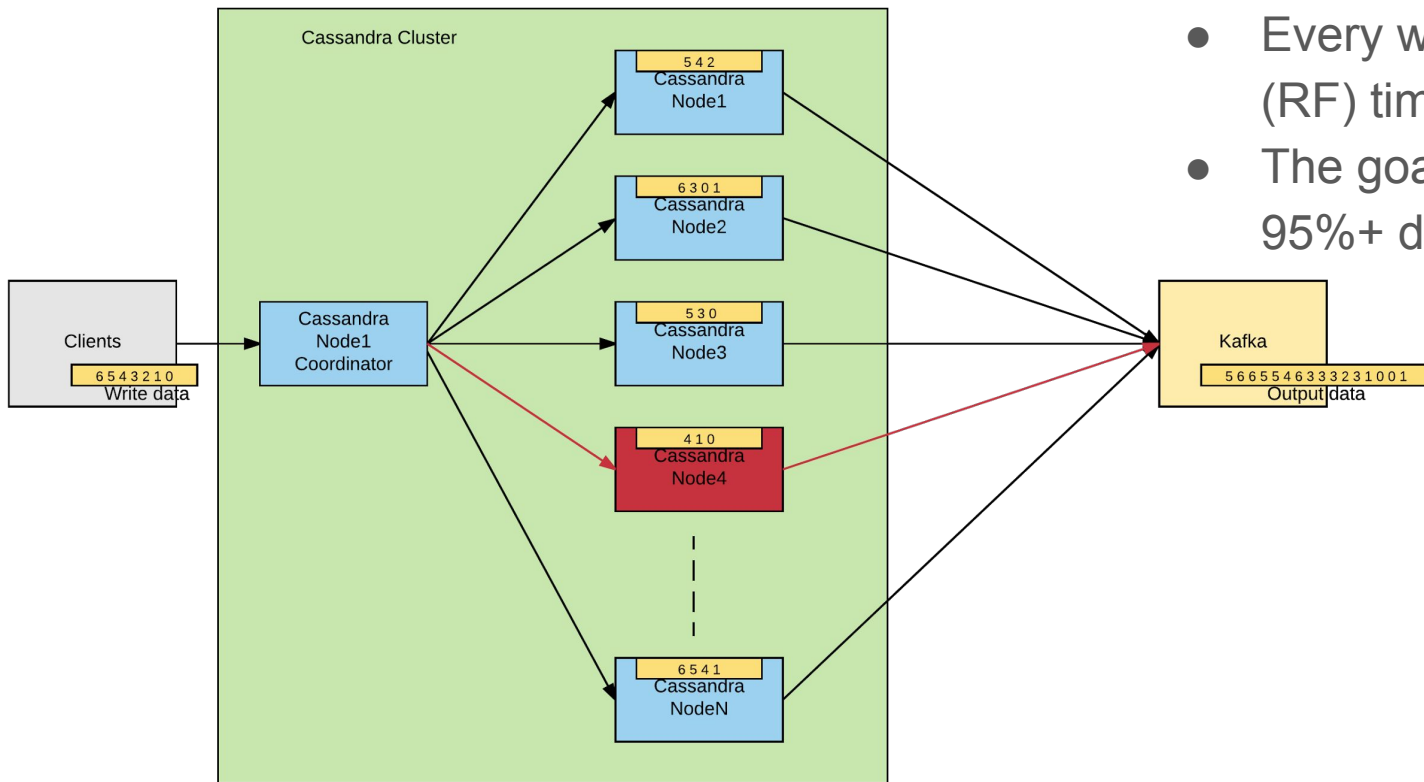 Cassandra Cluster
5 4 2
Cassandra
Node1
6 3 0 1
Cassandra
Node2
5 3 0
Cassandra
Node3
4 1 0
Cassandra
Node4
6 5 4 1
Cassandra
NodeN
Clients
6 5 4 3 2 1 0
Write data
Cassandra
Node1
Coordinator
Kafka
5 6 6 5 5 4 6 3 3 3 2 3 1 0 0 1
Output data
● Every
(RF)
● The
95%+